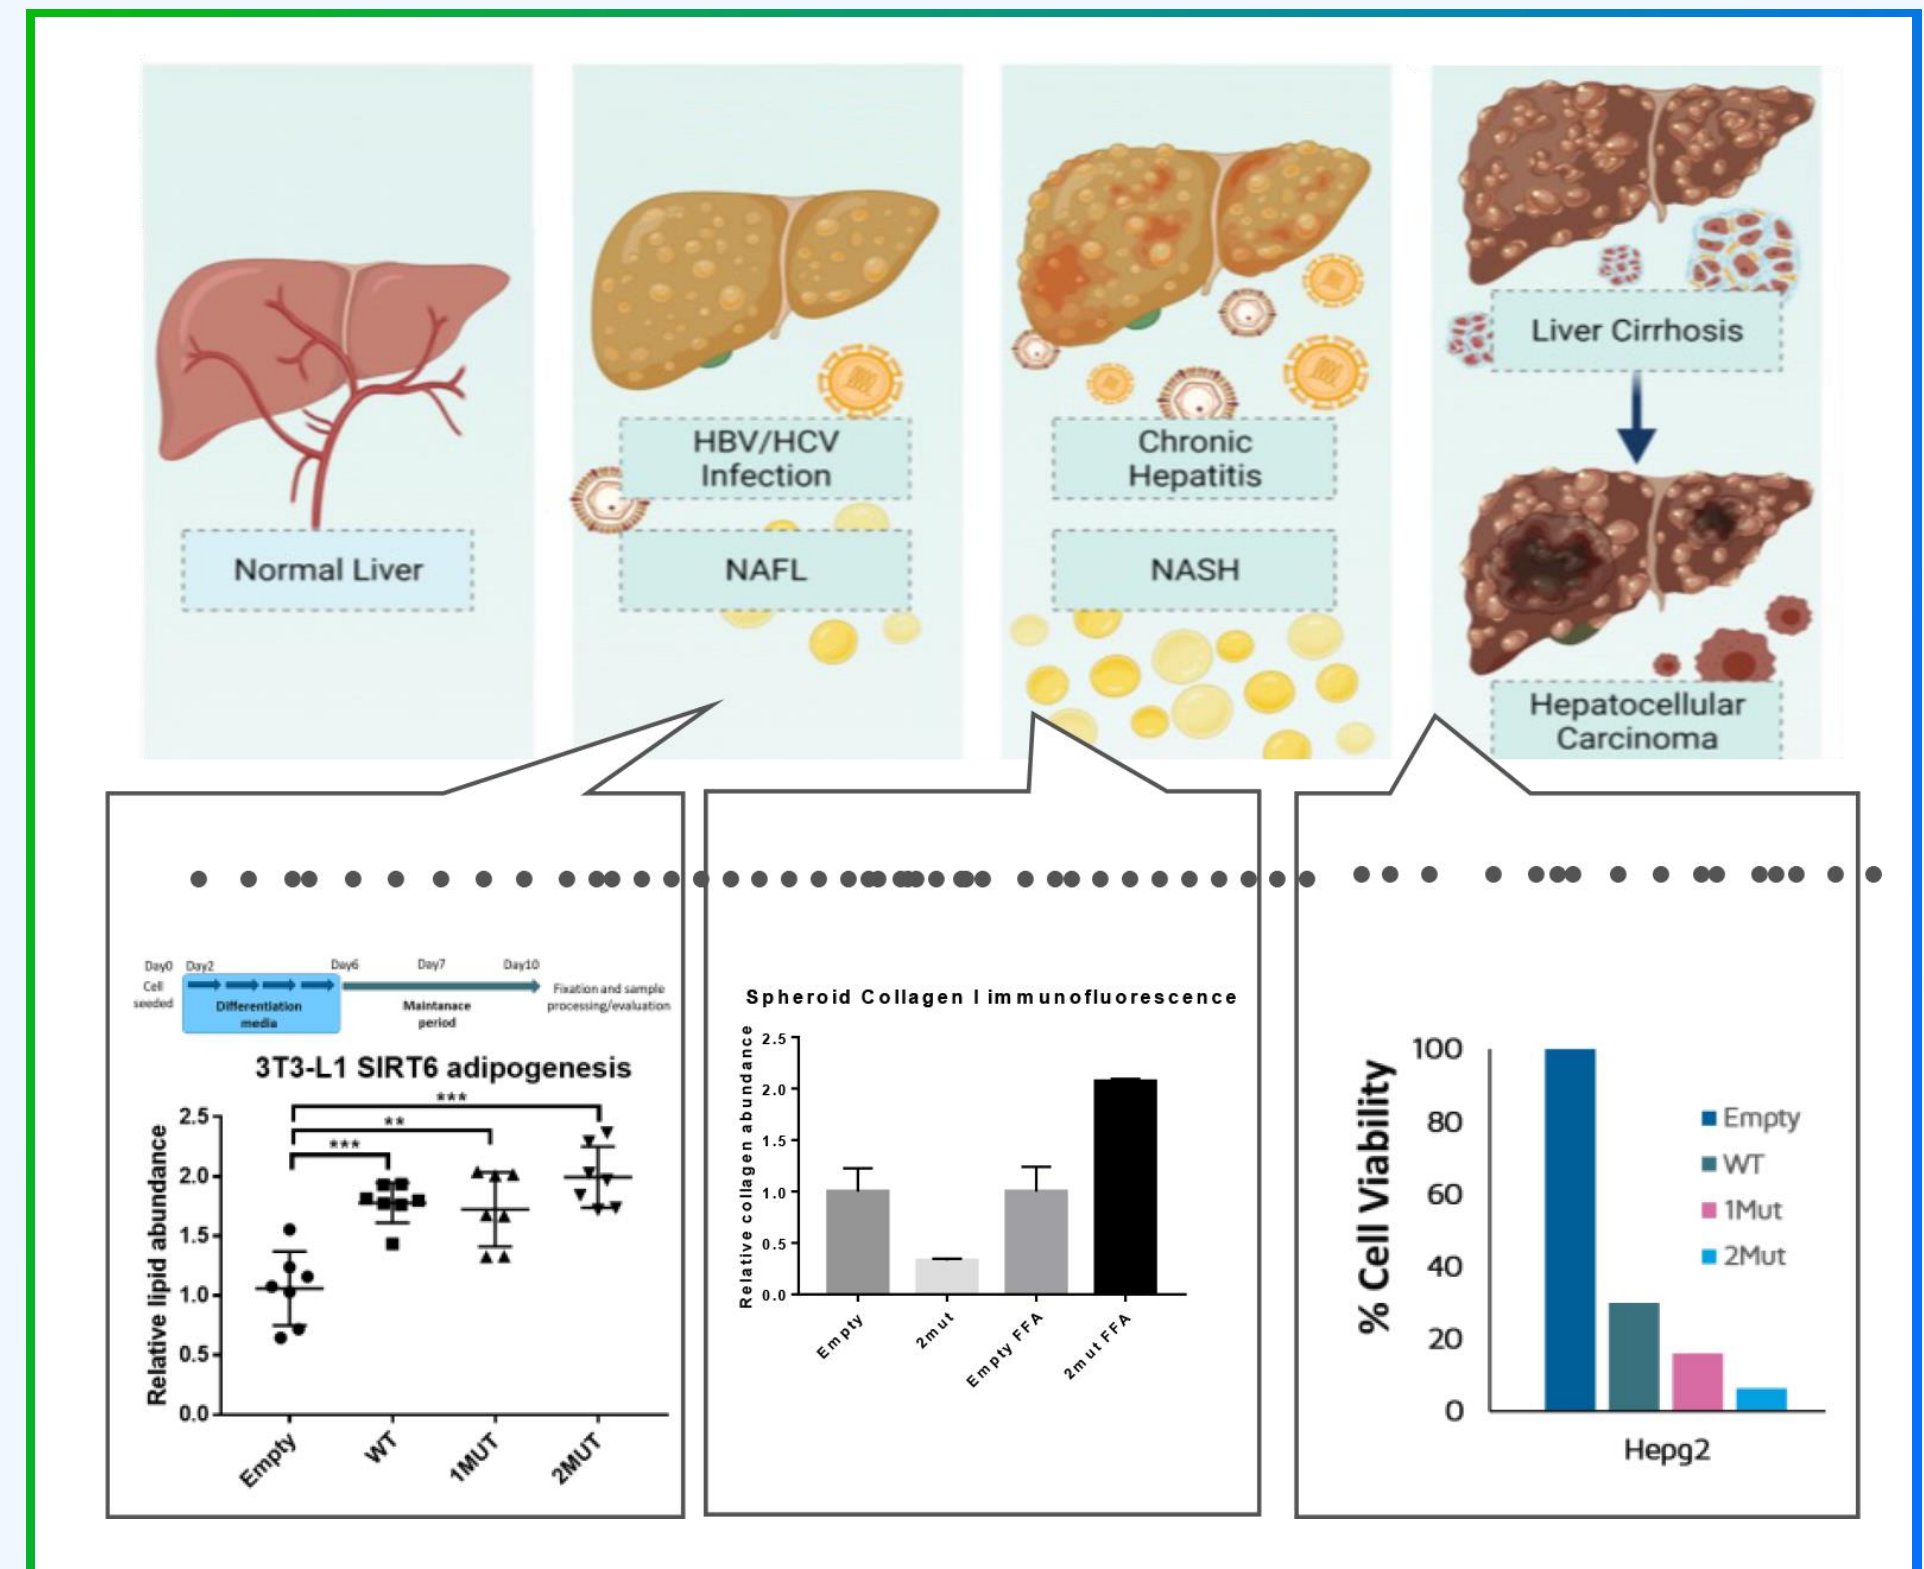 Normal Liver
HBV/HCV
Infection
NAFL
Chronic
Hepatitis
NASH
Liver Cirrhosis
Hepatocellular
Carcinoma
Day0 Day2 Day6 Day7 Day10
Cell
seeded
Differentiation
media
Maintanace
period
Fixation and sample
processing/evaluation
3T3-L1 SIRT6 adipogenesis
***
**
***
Relative lipid abundance
2.5
2.0
1.5
1.0
0.5
0.0
Empty
WT
1MUT
2MUT
Spheroid Collagen I immunofluorescence
Relative collagen abundance
2.5
2.0
1.5
1.0
0.5
0.0
Empty
2mut
Empty FFA
2mut FFA
% Cell Viability
100
80
60
40
20
0
Empty
WT
1Mut
2Mut
Hepg2